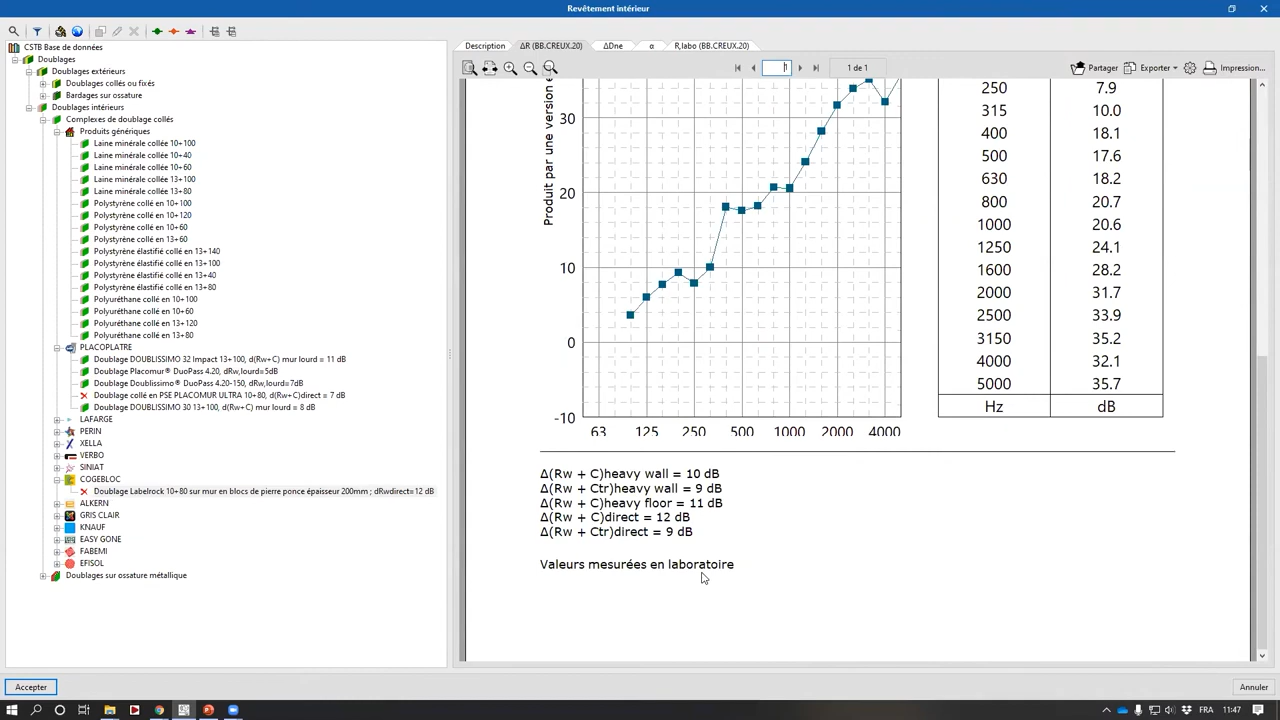 Revêtement intérieur
CSTB Base de données
Doublages
Doublages extérieurs
Doublages collés ou fixés
Bardages sur ossature
Doublages intérieurs
Complexes de doublage collés
Produits génériques
Laine minérale collée 10+100
Laine minérale collée 10+40
Laine minérale collée 10+60
Laine minérale collée 13+100
Laine minérale collée 13+80
Polystyrène collé en 10+100
Polystyrène collé en 10+120
Polystyrène collé en 10+60
Polystyrène collé en 13+60
Polystyrène élastifié collé en 13+140
Polystyrène élastifié collé en 13+100
Polystyrène élastifié collé en 13+40
Polystyrène élastifié collé en 13+80
Polyuréthane collé en 10+100
Polyuréthane collé en 10+60
Polyuréthane collé en 13+120
Polyuréthane collé en 13+80
PLACOPLATRE
Doublage DOUBLISSIMO 32 Impact 13+100, d(Rw+C) mur lourd = 11 dB
Doublage Placomur® DuoPass 4.20, dRw,lourd=5dB
Doublage Doublissimo® DuoPass 4.20-150, dRw,lourd=7dB
Doublage collé en PSE PLACOMUR ULTRA 10+80, d(Rw+C)direct = 7 dB
Doublage DOUBLISSIMO 30 13+100, d(Rw+C) mur lourd = 8 dB
LAFARGE
PERIN
XELLA
VERBO
SINIAT
COGEBLOC
Doublage Labelrock 10+80 sur mur en blocs de pierre ponce épaisseur 200mm ; dRwdirect=12 dB
ALKERN
GRIS CLAIR
KNAUF
EASY GONE
FABEMI
EFISOL
Doublages sur ossature métallique
Description
ΔR (BB.CREUX.20)
ΔDne
α
R,labo (BB.CREUX.20)
1
1 de 1
Partager
Exporter
Impression...
Produit par une version
30
20
10
0
-10
63 125 250 500 1000 2000 4000
250 7.9
315 10.0
400 18.1
500 17.6
630 18.2
800 20.7
1000 20.6
1250 24.1
1600 28.2
2000 31.7
2500 33.9
3150 35.2
4000 32.1
5000 35.7
Hz dB
Δ(Rw + C)heavy wall = 10 dB
Δ(Rw + Ctr)heavy wall = 9 dB
Δ(Rw + C)heavy floor = 11 dB
Δ(Rw + C)direct = 12 dB
Δ(Rw + Ctr)direct = 9 dB
Valeurs mesurées en laboratoire
Accepter
Annuler
FRA
11:47